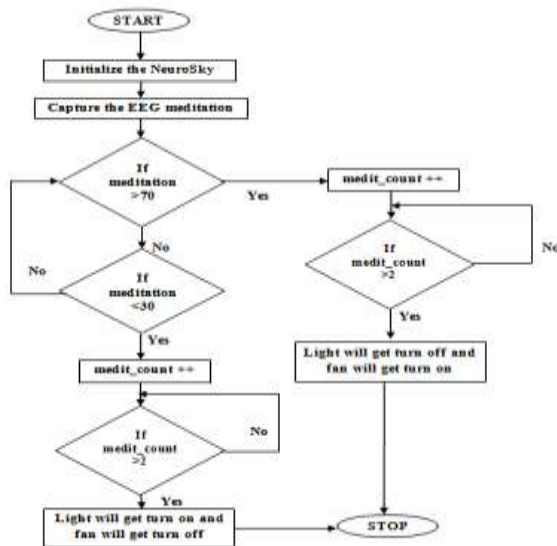 START
Initialize the NeuroSky
Capture the EEG meditation
If
meditation
>70
Yes
medit_count ++
No
If
medit_count
>2
No
Yes
Light will get turn off and
fan will get turn on
No
If
meditation
<30
Yes
medit_count ++
If
medit_count
>2
No
Yes
Light will get turn on and
fan will get turn off
STOP